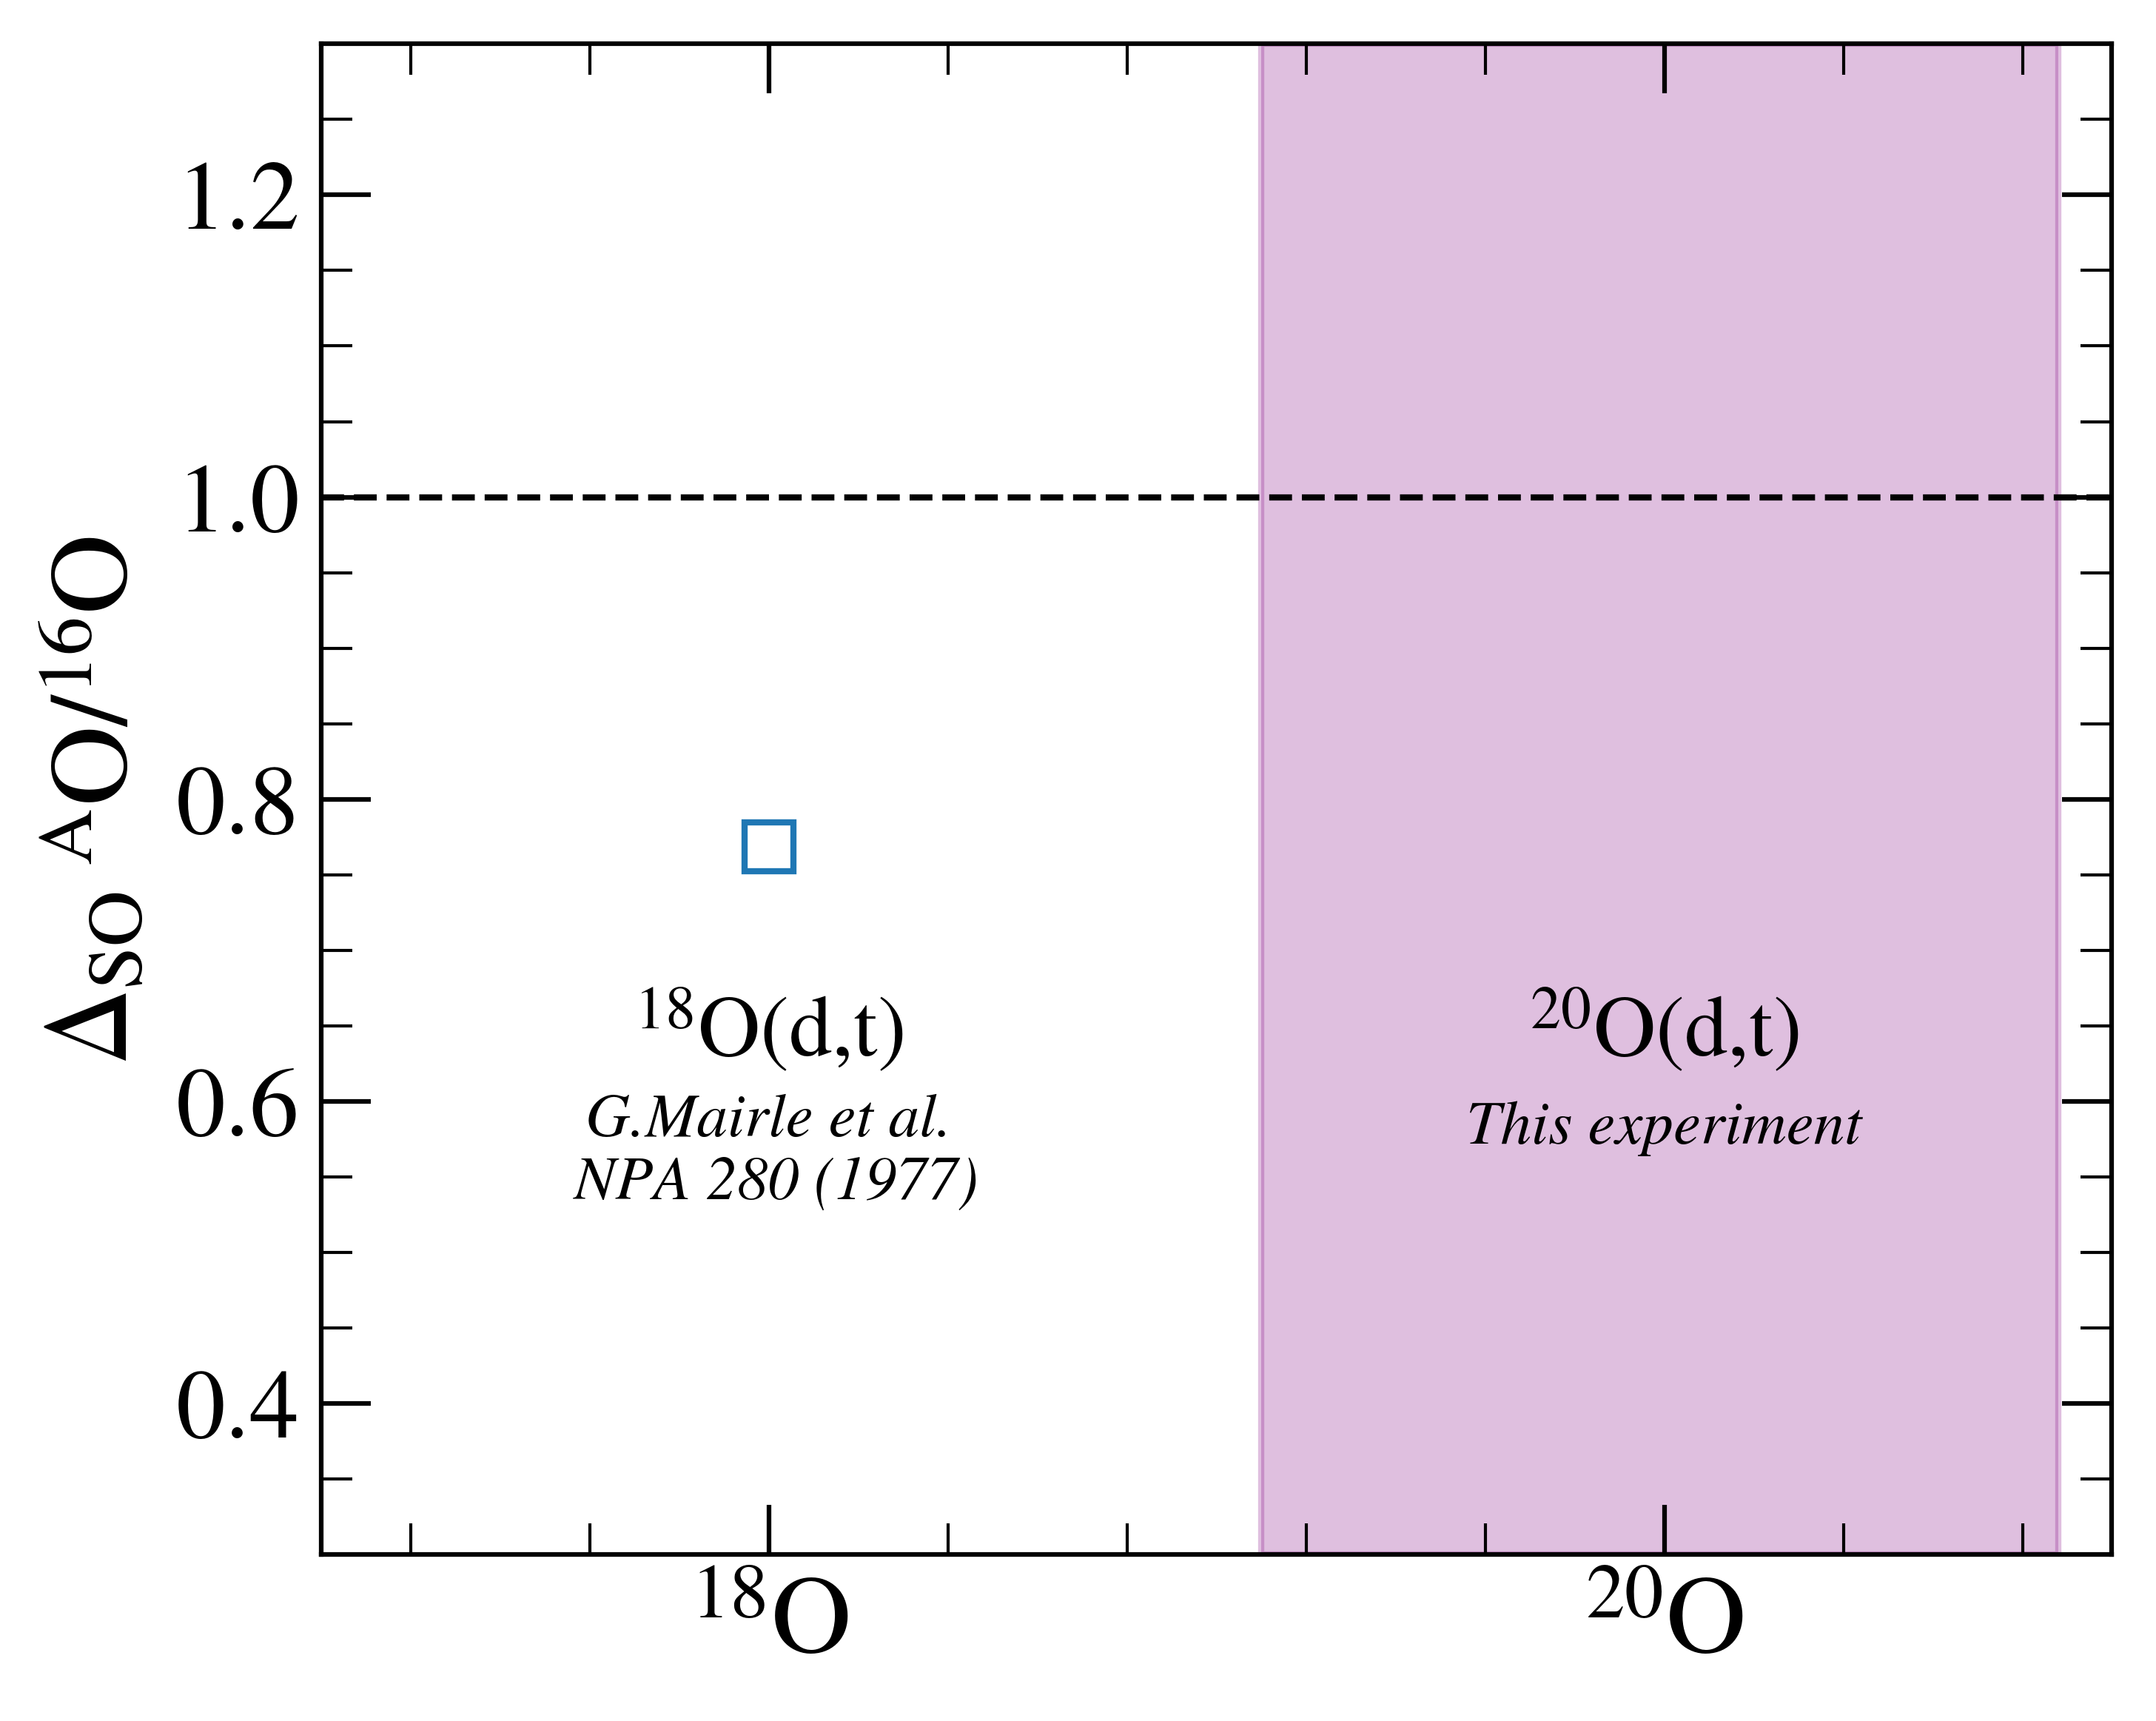 1.2
1.0
0.8
0.6
0.4
Δso ᴬO/¹⁶O
¹⁸O(d,t)
G.Mairle et al.
NPA 280 (1977)
²⁰O(d,t)
This experiment
¹⁸O
²⁰O